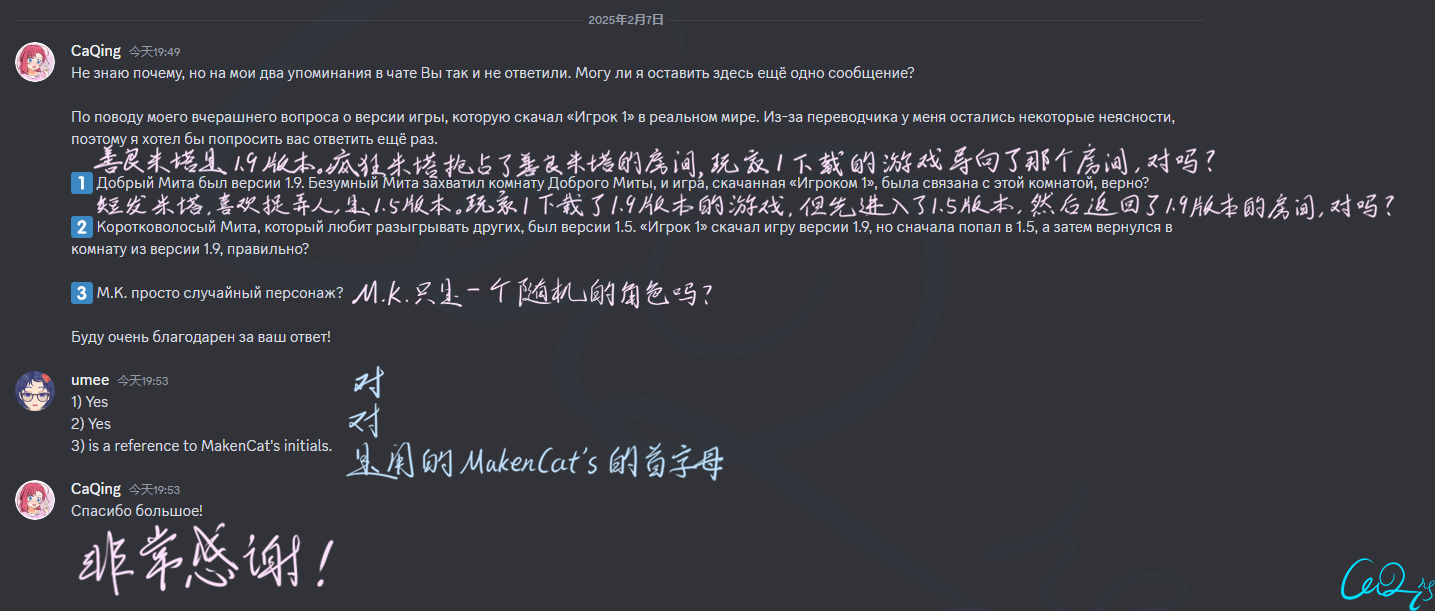 2025年2月7日
CaQing 今天19:49
Не знаю почему, но на мои два упоминания в чате Вы так и не ответили. Могу ли я оставить здесь ещё одно сообщение?
По поводу моего вчерашнего вопроса о версии игры, которую скачал «Игрок 1» в реальном мире. Из-за переводчика у меня остались некоторые неясности,
поэтому я хотел бы попросить вас ответить ещё раз.
善良米塔是1.9版本。疯狂米塔抢占了善良米塔的房间,玩家1下载的游戏导向了那个房间,对吗?
1 Добрый Мита был версии 1.9. Безумный Мита захватил комнату Доброго Миты, и игра, скачанная «Игроком 1», была связана с этой комнатой, верно?
短发米塔,喜欢捉弄人,是1.5版本。玩家1下载了1.9版本的游戏,但先进入了1.5版本,然后返回了1.9版本的房间,对吗?
2 Коротковолосый Мита, который любит разыгрывать других, был версии 1.5. «Игрок 1» скачал игру версии 1.9, но сначала попал в 1.5, а затем вернулся в
комнату из версии 1.9, правильно?
3 М.К. просто случайный персонаж? M.K.只是一个随机的角色吗?
Буду очень благодарен за ваш ответ!
umee 今天19:53
1) Yes 对
2) Yes 对
3) is a reference to MakenCat's initials. 是用的MakenCat's的首字母
CaQing 今天19:53
Спасибо большое!
非常感谢!
CaQing